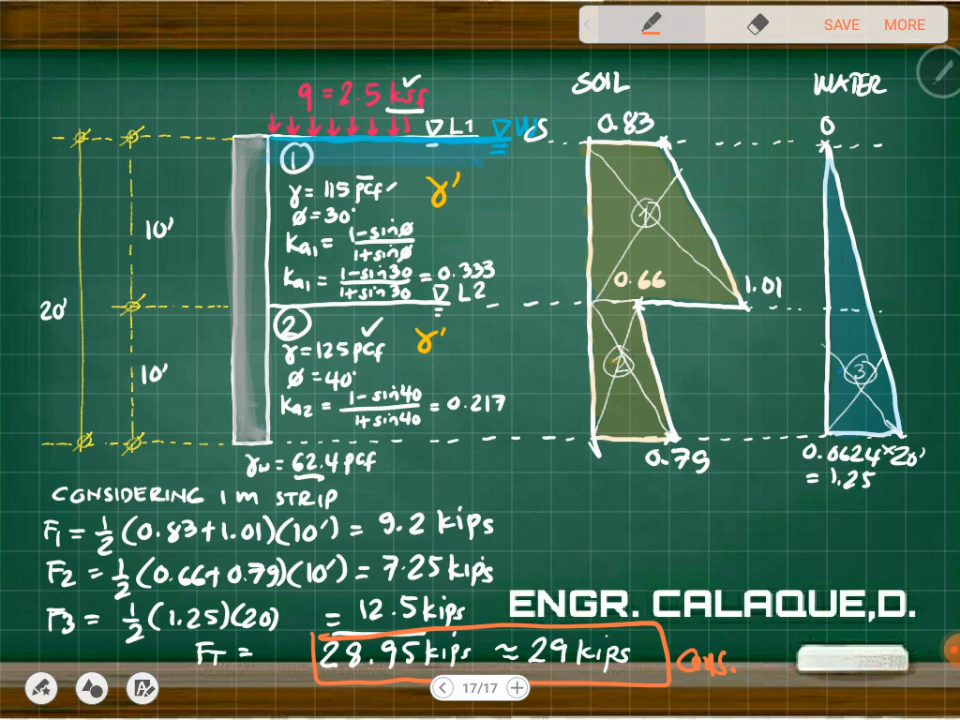 SAVE MORE
SOIL
WATER
q = 2.5 ksf
L1
0.83
0
①
γ = 115 pcf
γ'
ø = 30°
Ka1 = 1-sinø / 1+sinø
Ka1 = 1-sin30 / 1+sin30 = 0.333
10'
20'
10'
L2
0.66
1.01
1
②
γ = 125 pcf
γ'
ø = 40°
Ka2 = 1-sin40 / 1+sin40 = 0.217
2
3
γw = 62.4 pcf
0.79
0.0624 × 20'
= 1.25
CONSIDERING 1 m STRIP
F1 = 1/2 (0.83+1.01)(10') = 9.2 kips
F2 = 1/2 (0.66+0.79)(10') = 7.25 kips
F3 = 1/2 (1.25)(20) = 12.5 kips
FT = 28.95 kips ≈ 29 kips
ENGR. CALAQUE,D.
17/17